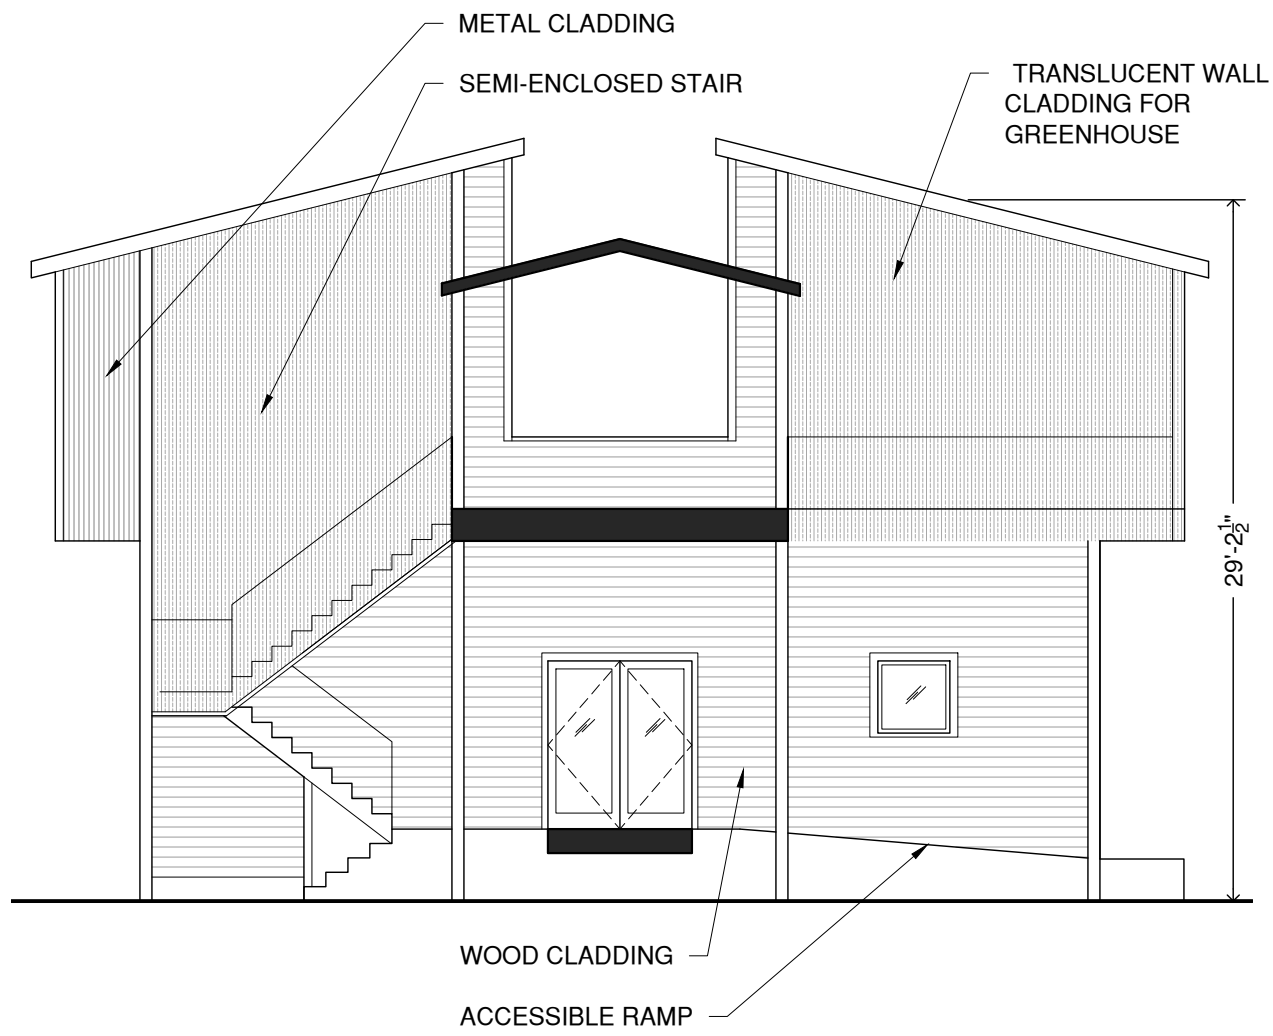 METAL CLADDING
SEMI-ENCLOSED STAIR
TRANSLUCENT WALL
CLADDING FOR
GREENHOUSE
29'-2½"
WOOD CLADDING
ACCESSIBLE RAMP